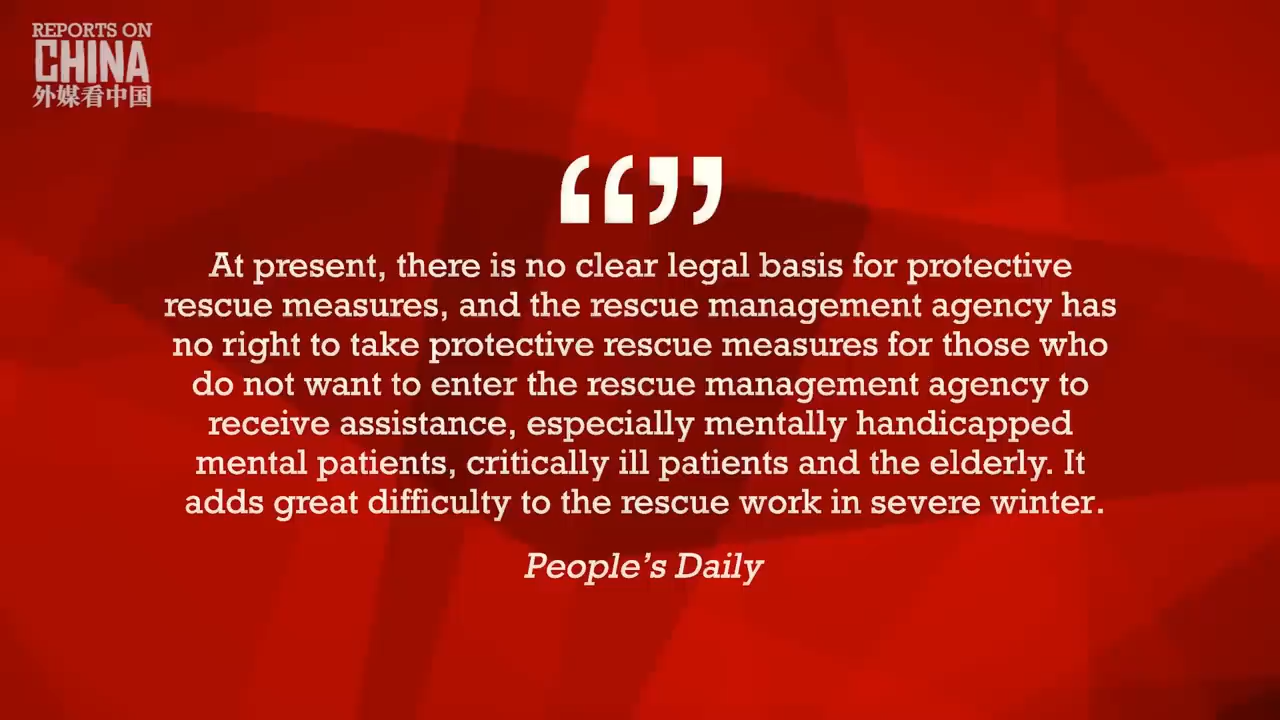 REPORTS ON
CHINA
外媒看中国
“”
At present, there is no clear legal basis for protective
rescue measures, and the rescue management agency has
no right to take protective rescue measures for those who
do not want to enter the rescue management agency to
receive assistance, especially mentally handicapped
mental patients, critically ill patients and the elderly. It
adds great difficulty to the rescue work in severe winter.
People’s Daily